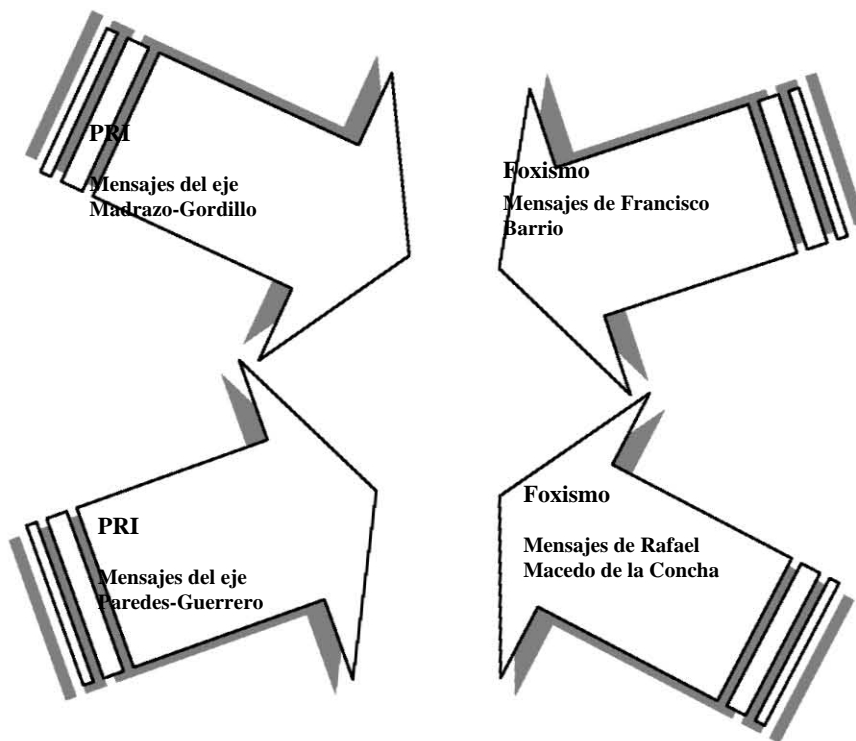 PRI
Mensajes del eje
Madrazo-Gordillo
Foxismo
Mensajes de Francisco
Barrio
PRI
Mensajes del eje
Paredes-Guerrero
Foxismo
Mensajes de Rafael
Macedo de la Concha